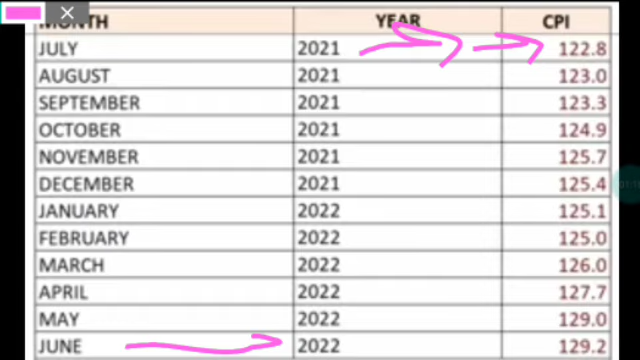 MONTH YEAR CPI
JULY 2021 122.8
AUGUST 2021 123.0
SEPTEMBER 2021 123.3
OCTOBER 2021 124.9
NOVEMBER 2021 125.7
DECEMBER 2021 125.4
JANUARY 2022 125.1
FEBRUARY 2022 125.0
MARCH 2022 126.0
APRIL 2022 127.7
MAY 2022 129.0
JUNE 2022 129.2